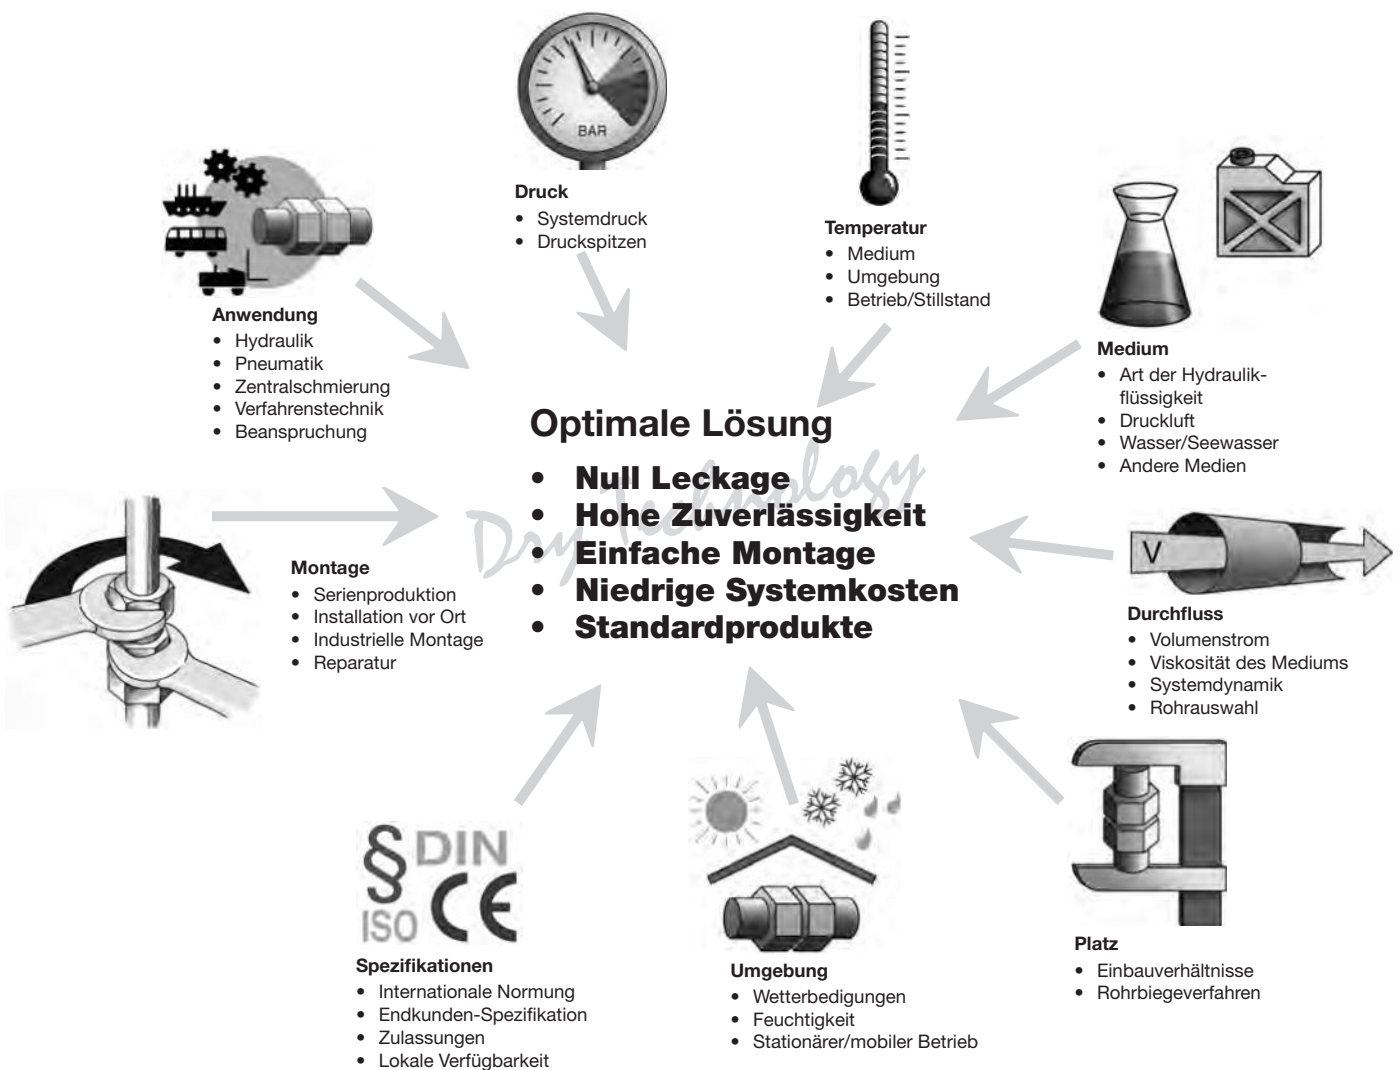 BAR
Druck
• Systemdruck
• Druckspitzen
Temperatur
• Medium
• Umgebung
• Betrieb/Stillstand
Anwendung
• Hydraulik
• Pneumatik
• Zentralschmierung
• Verfahrenstechnik
• Beanspruchung
Medium
• Art der Hydraulik-
flüssigkeit
• Druckluft
• Wasser/Seewasser
• Andere Medien
Optimale Lösung
• Null Leckage
• Hohe Zuverlässigkeit
• Einfache Montage
• Niedrige Systemkosten
• Standardprodukte
Dry Technology
Montage
• Serienproduktion
• Installation vor Ort
• Industrielle Montage
• Reparatur
V
Durchfluss
• Volumenstrom
• Viskosität des Mediums
• Systemdynamik
• Rohrauswahl
§ DIN
ISO CE
Spezifikationen
• Internationale Normung
• Endkunden-Spezifikation
• Zulassungen
• Lokale Verfügbarkeit
Umgebung
• Wetterbedigungen
• Feuchtigkeit
• Stationärer/mobiler Betrieb
Platz
• Einbauverhältnisse
• Rohrbiegeverfahren